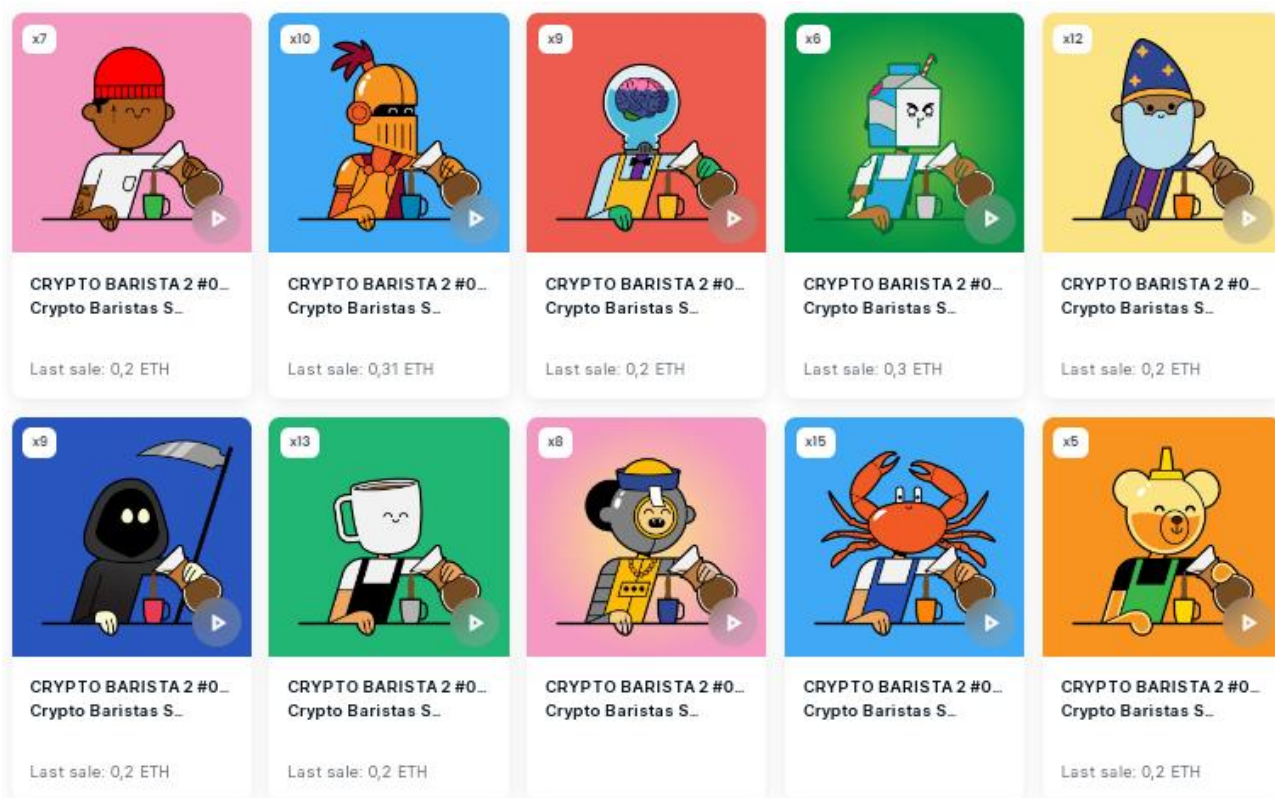 x7
CRYPTO BARISTA 2 #0...
Crypto Baristas S...
Last sale: 0,2 ETH
x10
CRYPTO BARISTA 2 #0...
Crypto Baristas S...
Last sale: 0,31 ETH
x9
CRYPTO BARISTA 2 #0...
Crypto Baristas S...
Last sale: 0,2 ETH
x6
CRYPTO BARISTA 2 #0...
Crypto Baristas S...
Last sale: 0,3 ETH
x12
CRYPTO BARISTA 2 #0...
Crypto Baristas S...
Last sale: 0,2 ETH
x9
CRYPTO BARISTA 2 #0...
Crypto Baristas S...
Last sale: 0,2 ETH
x13
CRYPTO BARISTA 2 #0...
Crypto Baristas S...
Last sale: 0,2 ETH
x8
CRYPTO BARISTA 2 #0...
Crypto Baristas S...
x15
CRYPTO BARISTA 2 #0...
Crypto Baristas S...
x5
CRYPTO BARISTA 2 #0...
Crypto Baristas S...
Last sale: 0,2 ETH